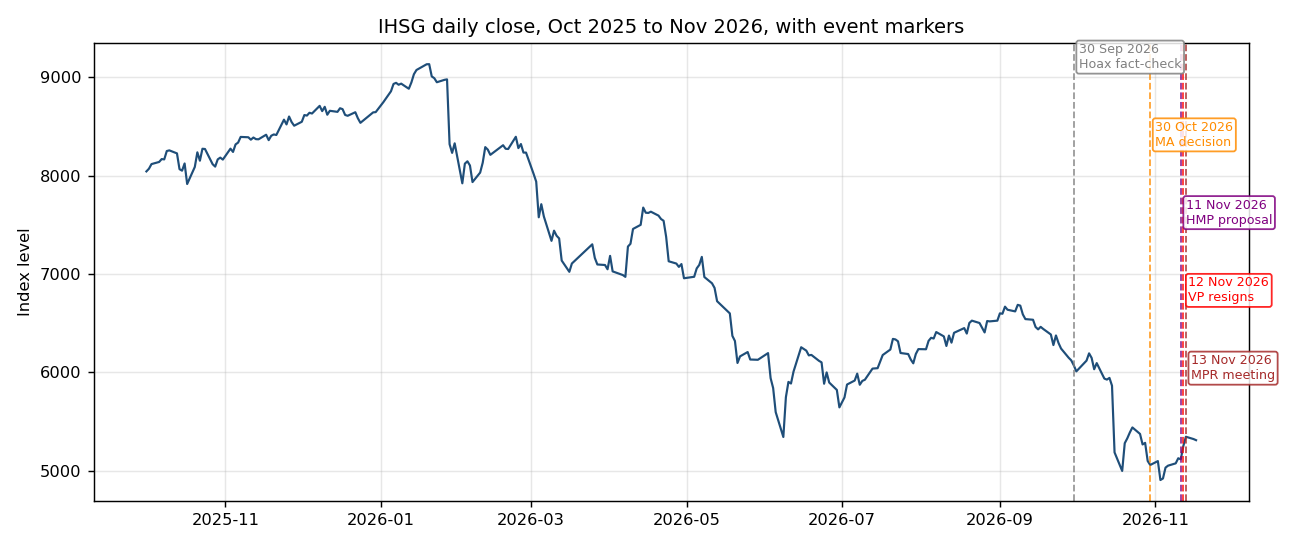 IHSG daily close, Oct 2025 to Nov 2026, with event markers
30 Sep 2026
Hoax fact-check
30 Oct 2026
MA decision
11 Nov 2026
HMP proposal
12 Nov 2026
VP resigns
13 Nov 2026
MPR meeting
Index level
9000
8000
7000
6000
5000
2025-11
2026-01
2026-03
2026-05
2026-07
2026-09
2026-11